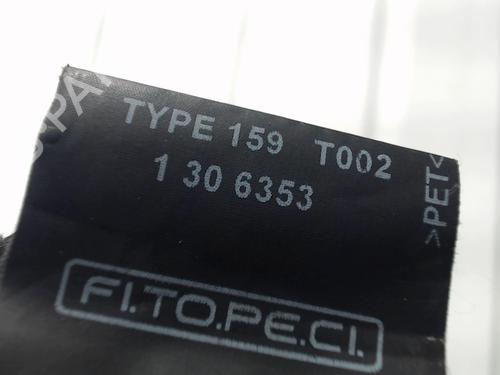 TYPE 159 T002
1 30 6353
>PET<
FI.TO.PE.CI.